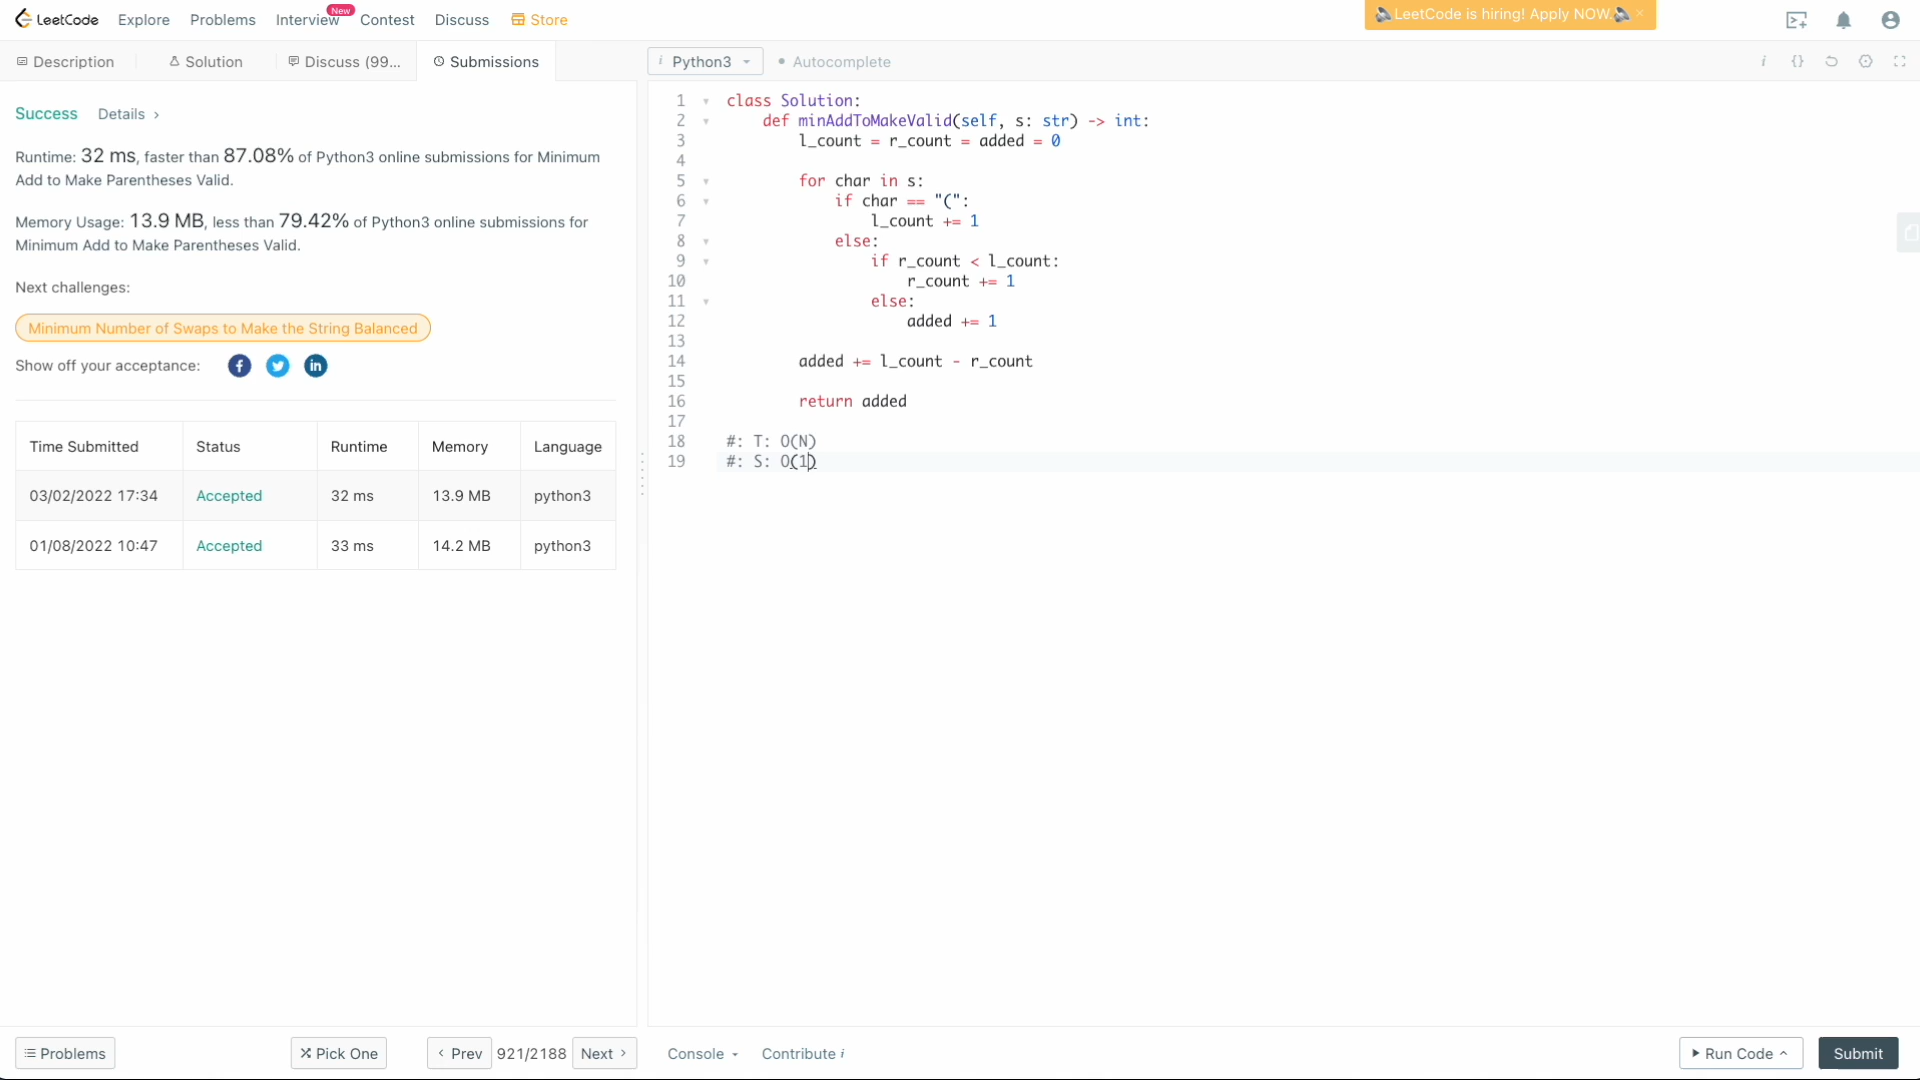 LeetCode Explore Problems Interview New Contest Discuss Store LeetCode is hiring! Apply NOW. ×
Description Solution Discuss (99... Submissions
Success Details >
Runtime: 32 ms, faster than 87.08% of Python3 online submissions for Minimum
Add to Make Parentheses Valid.
Memory Usage: 13.9 MB, less than 79.42% of Python3 online submissions for
Minimum Add to Make Parentheses Valid.
Next challenges:
Minimum Number of Swaps to Make the String Balanced
Show off your acceptance: f in
Time Submitted Status Runtime Memory Language
03/02/2022 17:34 Accepted 32 ms 13.9 MB python3
01/08/2022 10:47 Accepted 33 ms 14.2 MB python3
i Python3 Autocomplete i {}
1 class Solution:
2 def minAddToMakeValid(self, s: str) -> int:
3 l_count = r_count = added = 0
4
5 for char in s:
6 if char == "(":
7 l_count += 1
8 else:
9 if r_count < l_count:
10 r_count += 1
11 else:
12 added += 1
13
14 added += l_count - r_count
15
16 return added
17
18 #: T: O(N)
19 #: S: O(1)
Problems Pick One < Prev 921/2188 Next > Console Contribute i Run Code Submit